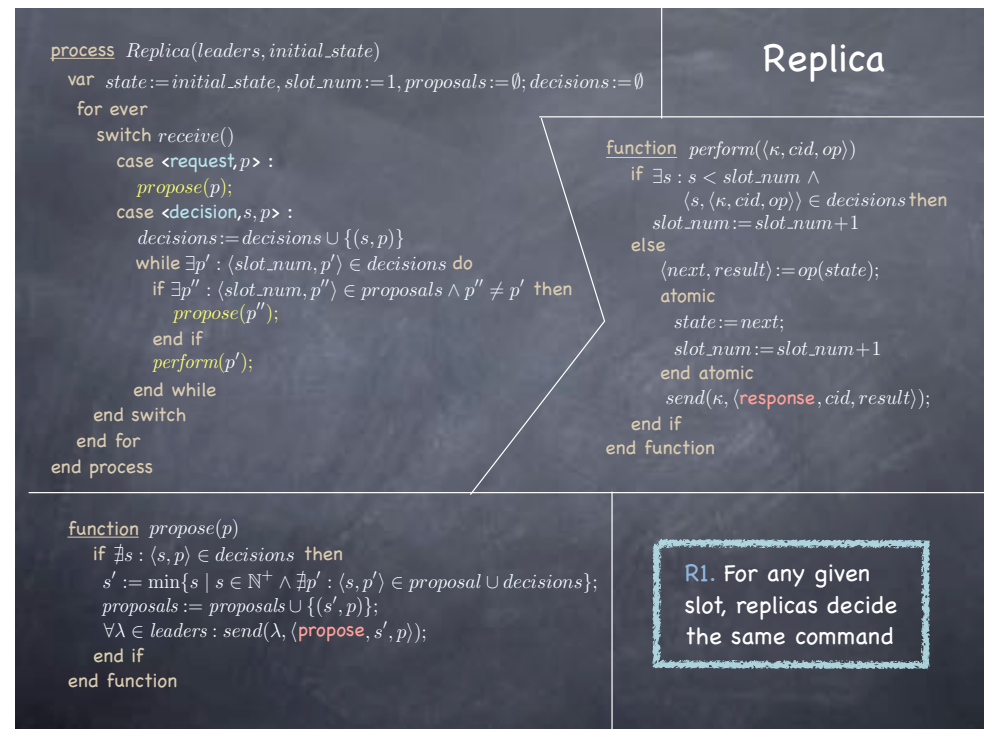 process Replica(leaders, initial_state)
var state:=initial_state, slot_num:=1, proposals:=∅; decisions:=∅
for ever
switch receive()
case <request,p> :
propose(p);
case <decision,s,p> :
decisions:=decisions ∪ {(s,p)}
while ∃p′ : ⟨slot_num, p′⟩ ∈ decisions do
if ∃p″ : ⟨slot_num, p″⟩ ∈ proposals ∧ p″ ≠ p′ then
propose(p″);
end if
perform(p′);
end while
end switch
end for
end process
Replica
function perform(⟨κ, cid, op⟩)
if ∃s : s < slot_num ∧
⟨s, ⟨κ, cid, op⟩⟩ ∈ decisions then
slot_num:=slot_num+1
else
⟨next, result⟩:=op(state);
atomic
state:=next;
slot_num:=slot_num+1
end atomic
send(κ, ⟨response, cid, result⟩);
end if
end function
function propose(p)
if ∄s : ⟨s, p⟩ ∈ decisions then
s′ := min{s | s ∈ ℕ⁺ ∧ ∄p′ : ⟨s, p′⟩ ∈ proposal ∪ decisions};
proposals := proposals ∪ {(s′, p)};
∀λ ∈ leaders : send(λ, ⟨propose, s′, p⟩);
end if
end function
R1. For any given
slot, replicas decide
the same command